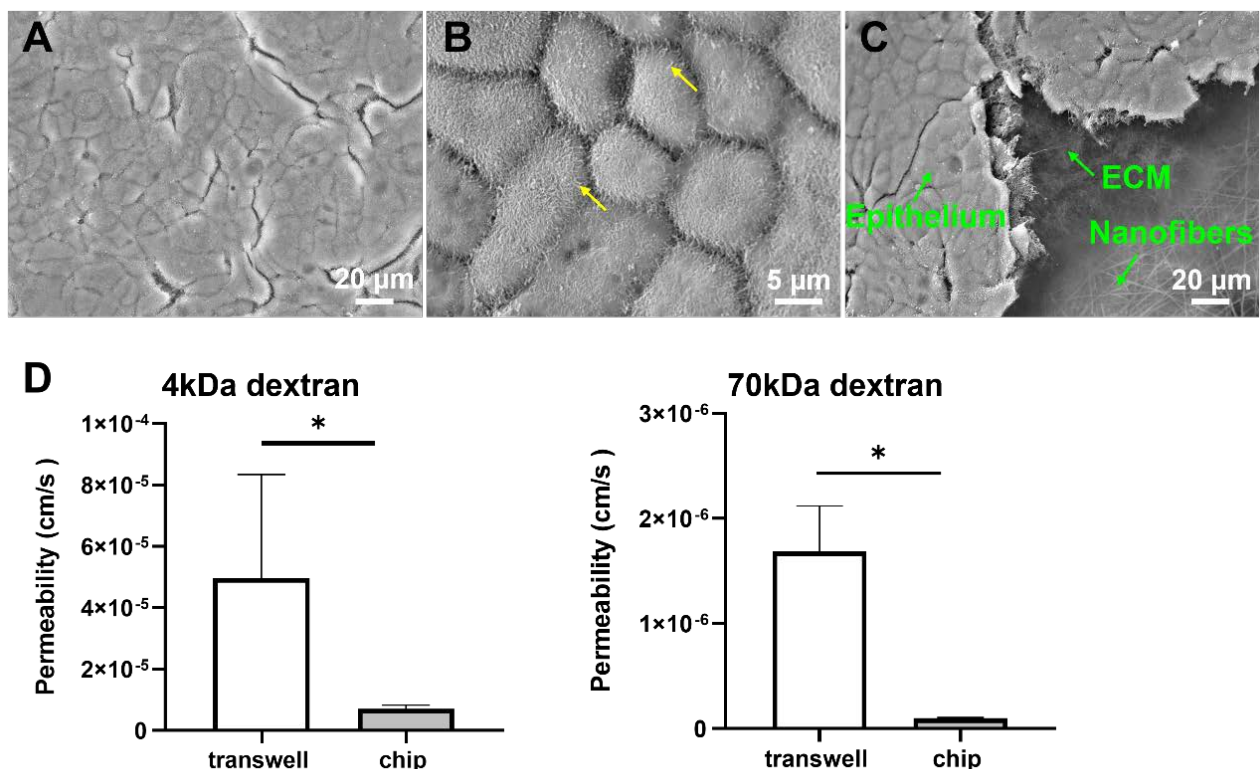 A
20 µm
B
5 µm
C
Epithelium
ECM
Nanofibers
20 µm
D
4kDa dextran
Permeability (cm/s )
1×10-4
8×10-5
6×10-5
4×10-5
2×10-5
0
*
transwell
chip
70kDa dextran
Permeability (cm/s )
3×10-6
2×10-6
1×10-6
0
*
transwell
chip